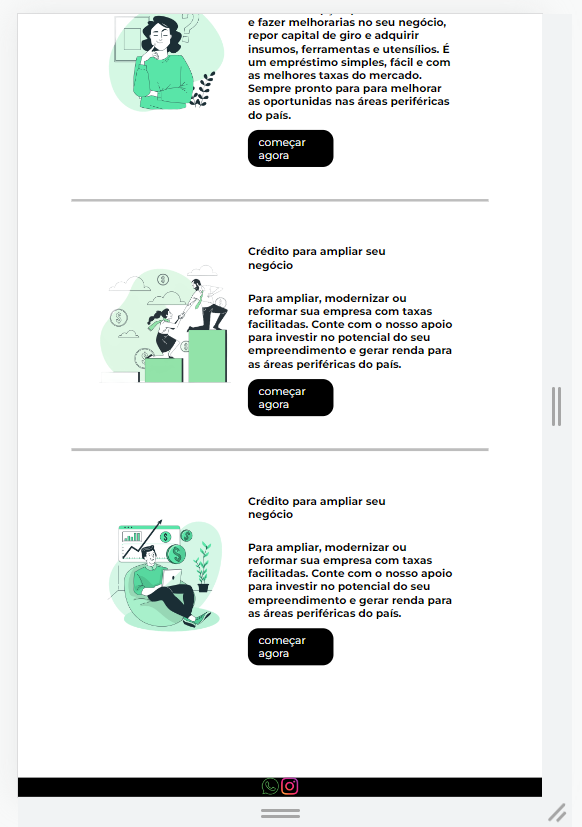 e fazer melhorarias no seu negócio,
repor capital de giro e adquirir
insumos, ferramentas e utensílios. É
um empréstimo simples, fácil e com
as melhores taxas do mercado.
Sempre pronto para para melhorar
as oportunidades nas áreas periféricas
do país.
começar
agora
Crédito para ampliar seu
negócio
Para ampliar, modernizar ou
reformar sua empresa com taxas
facilitadas. Conte com o nosso apoio
para investir no potencial do seu
empreendimento e gerar renda para
as áreas periféricas do país.
começar
agora
Crédito para ampliar seu
negócio
Para ampliar, modernizar ou
reformar sua empresa com taxas
facilitadas. Conte com o nosso apoio
para investir no potencial do seu
empreendimento e gerar renda para
as áreas periféricas do país.
começar
agora